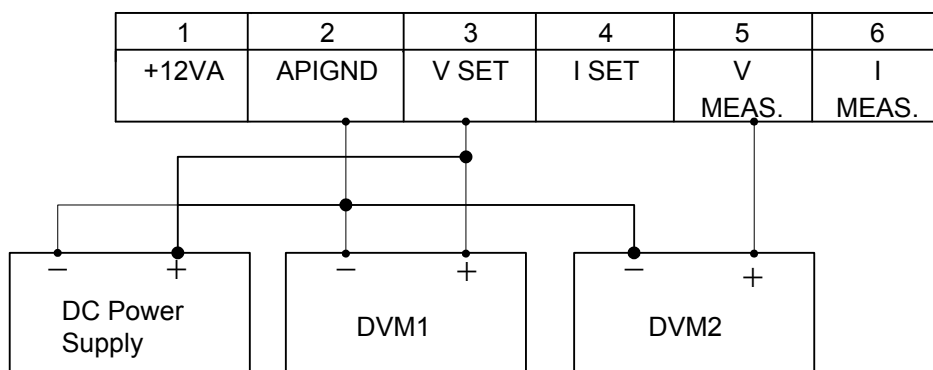 1 2 3 4 5 6
+12VA APIGND V SET I SET V I
MEAS. MEAS.
− + − + − +
DC Power
Supply
DVM1 DVM2